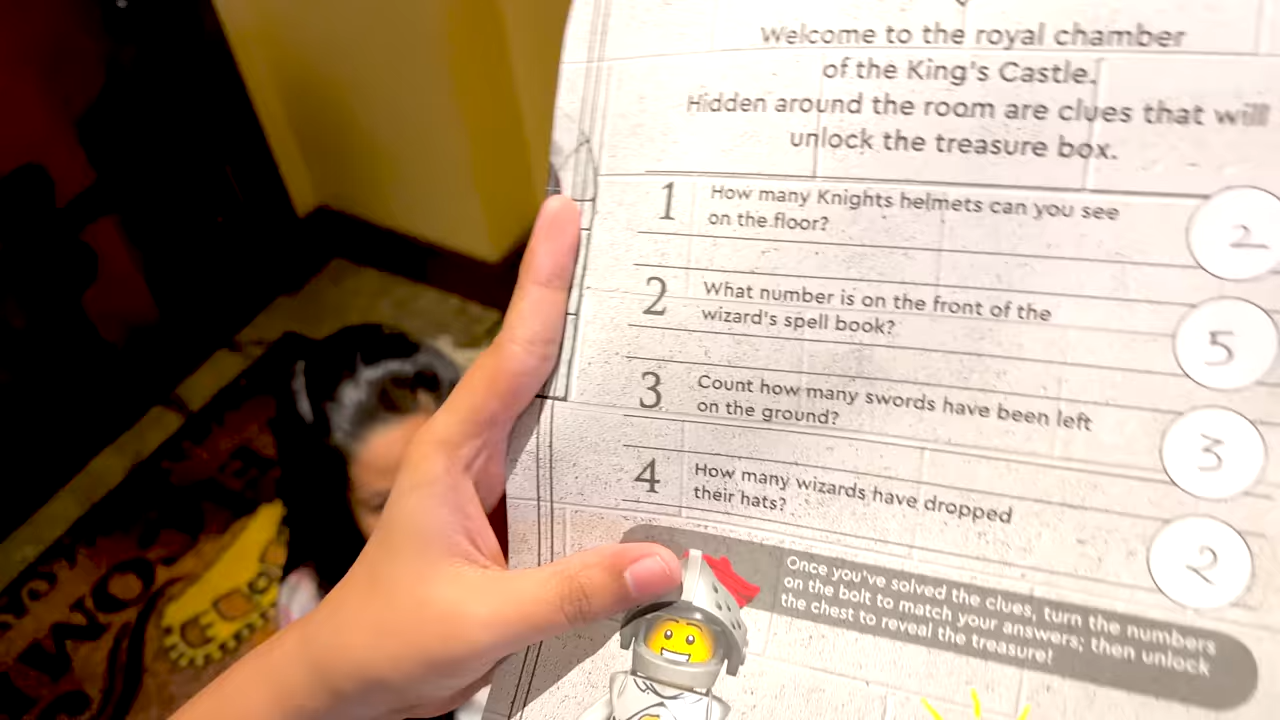 Welcome to the royal chamber
of the King's Castle.
Hidden around the room are clues that will
unlock the treasure box.
1 How many Knights helmets can you see
on the floor?
2
2 What number is on the front of the
wizard's spell book?
5
3 Count how many swords have been left
on the ground?
3
4 How many wizards have dropped
their hats?
2
Once you've solved the clues, turn the numbers
on the bolt to match your answers; then unlock
the chest to reveal the treasure!